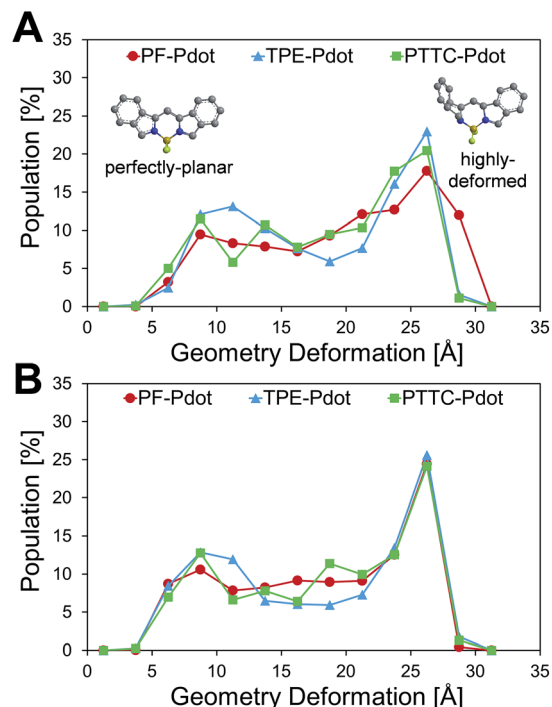 A
PF-Pdot TPE-Pdot PTTC-Pdot
perfectly-planar
highly-
deformed
Population [%]
35
30
25
20
15
10
5
0
0 5 10 15 20 25 30 35
Geometry Deformation [Å]
B
PF-Pdot TPE-Pdot PTTC-Pdot
Population [%]
35
30
25
20
15
10
5
0
0 5 10 15 20 25 30 35
Geometry Deformation [Å]